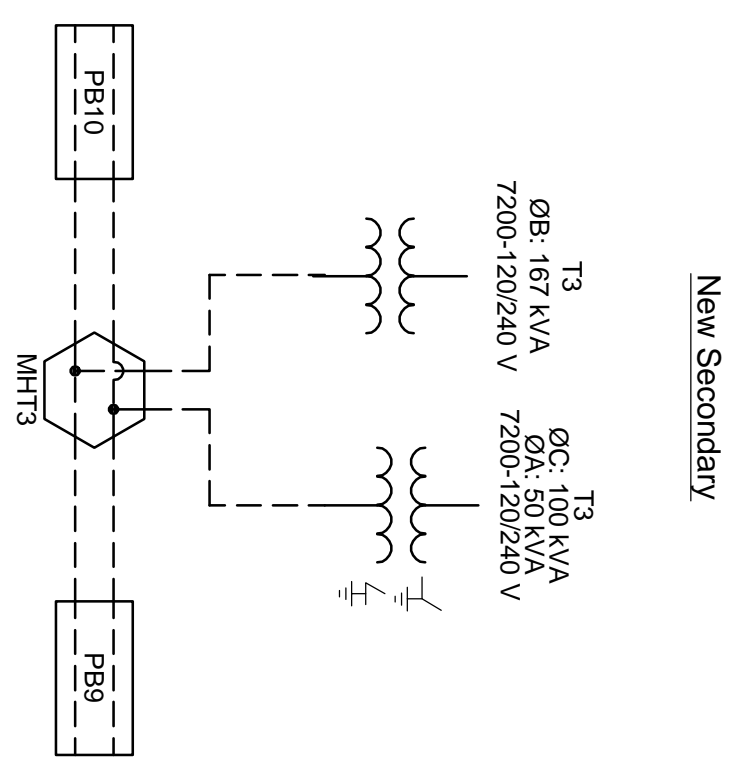 New Secondary
T3
ØB: 167 kVA
7200-120/240 V
T3
ØC: 100 kVA
ØA: 50 kVA
7200-120/240 V
PB10
MHT3
PB9